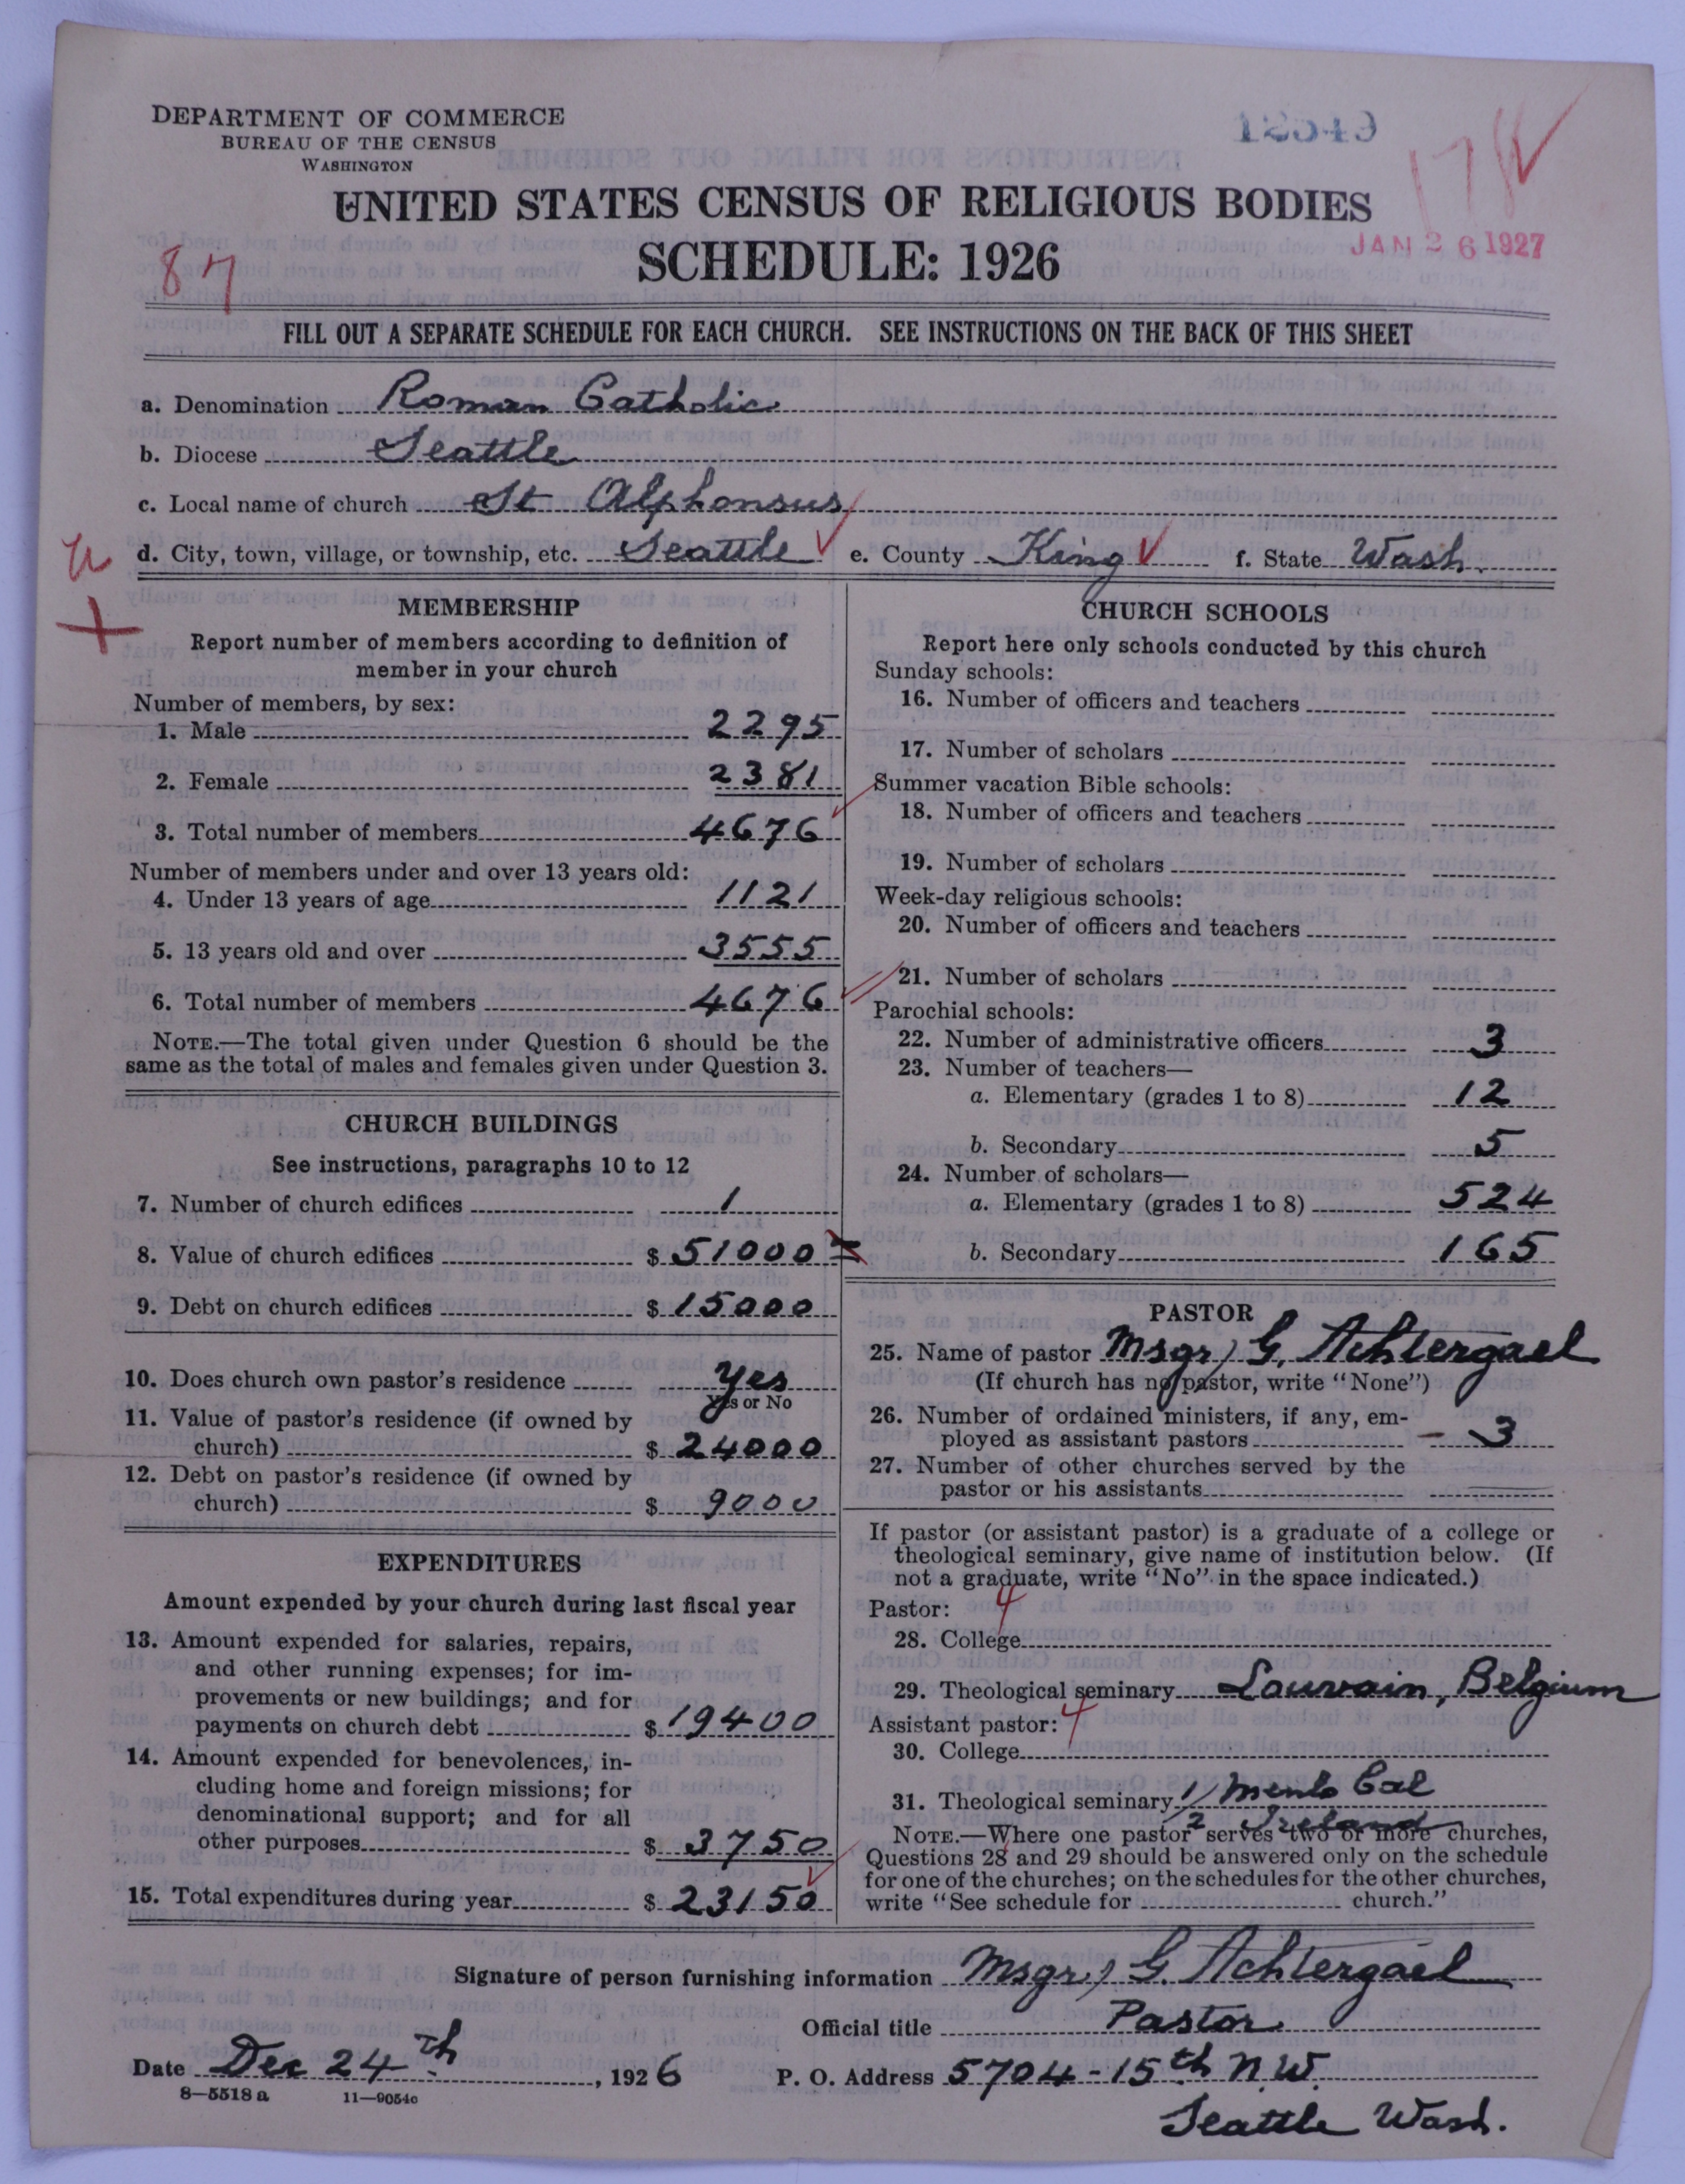 DEPARTMENT OF COMMERCE
BUREAU OF THE CENSUS
WASHINGTON
178
UNITED STATES CENSUS OF RELIGIOUS BODIES
SCHEDULE: 1926
JAN 26 1927
87
FILL OUT A SEPARATE SCHEDULE FOR EACH CHURCH. SEE INSTRUCTIONS ON THE BACK OF THIS SHEET
a. Denomination Roman Catholic
b. Diocese Seattle
c. Local name of church St Alphonsus
d. City, town, village, or township, etc. Seattle e. County King f. State Wash.
MEMBERSHIP
Report number of members according to definition of
member in your church
Number of members, by sex:
1. Male 2295
2. Female 2381
3. Total number of members 4676
Number of members under and over 13 years old:
4. Under 13 years of age 1121
5. 13 years old and over 3555
6. Total number of members 4676
NOTE.—The total given under Question 6 should be the
same as the total of males and females given under Question 3.
CHURCH BUILDINGS
See instructions, paragraphs 10 to 12
7. Number of church edifices 1
8. Value of church edifices $ 51000
9. Debt on church edifices $ 15000
10. Does church own pastor's residence Yes
Yes or No
11. Value of pastor's residence (if owned by
church) $ 24000
12. Debt on pastor's residence (if owned by
church) $ 9000
EXPENDITURES
Amount expended by your church during last fiscal year
13. Amount expended for salaries, repairs,
and other running expenses; for im-
provements or new buildings; and for
payments on church debt $ 19400
14. Amount expended for benevolences, in-
cluding home and foreign missions; for
denominational support; and for all
other purposes $ 3750
15. Total expenditures during year $ 23150
CHURCH SCHOOLS
Report here only schools conducted by this church
Sunday schools:
16. Number of officers and teachers
17. Number of scholars
Summer vacation Bible schools:
18. Number of officers and teachers
19. Number of scholars
Week-day religious schools:
20. Number of officers and teachers
21. Number of scholars
Parochial schools:
22. Number of administrative officers 3
23. Number of teachers—
a. Elementary (grades 1 to 8) 12
b. Secondary 5
24. Number of scholars—
a. Elementary (grades 1 to 8) 524
b. Secondary 165
PASTOR
25. Name of pastor Msgr) G. Achtergael
(If church has no pastor, write "None")
26. Number of ordained ministers, if any, em-
ployed as assistant pastors 3
27. Number of other churches served by the
pastor or his assistants
If pastor (or assistant pastor) is a graduate of a college or
theological seminary, give name of institution below. (If
not a graduate, write "No" in the space indicated.)
Pastor: 4
28. College
29. Theological seminary Louvain, Belgium
Assistant pastor: 4
30. College
31. Theological seminary 1) Menlo Cal
2 Ireland
NOTE.—Where one pastor serves two or more churches,
Questions 28 and 29 should be answered only on the schedule
for one of the churches; on the schedules for the other churches,
write "See schedule for church."
Signature of person furnishing information Msgr) G. Achtergael
Official title Pastor
Date Dec 24th, 1926 P. O. Address 5704-15th N.W.
Seattle Wash.
8—5518 a 11—9054c